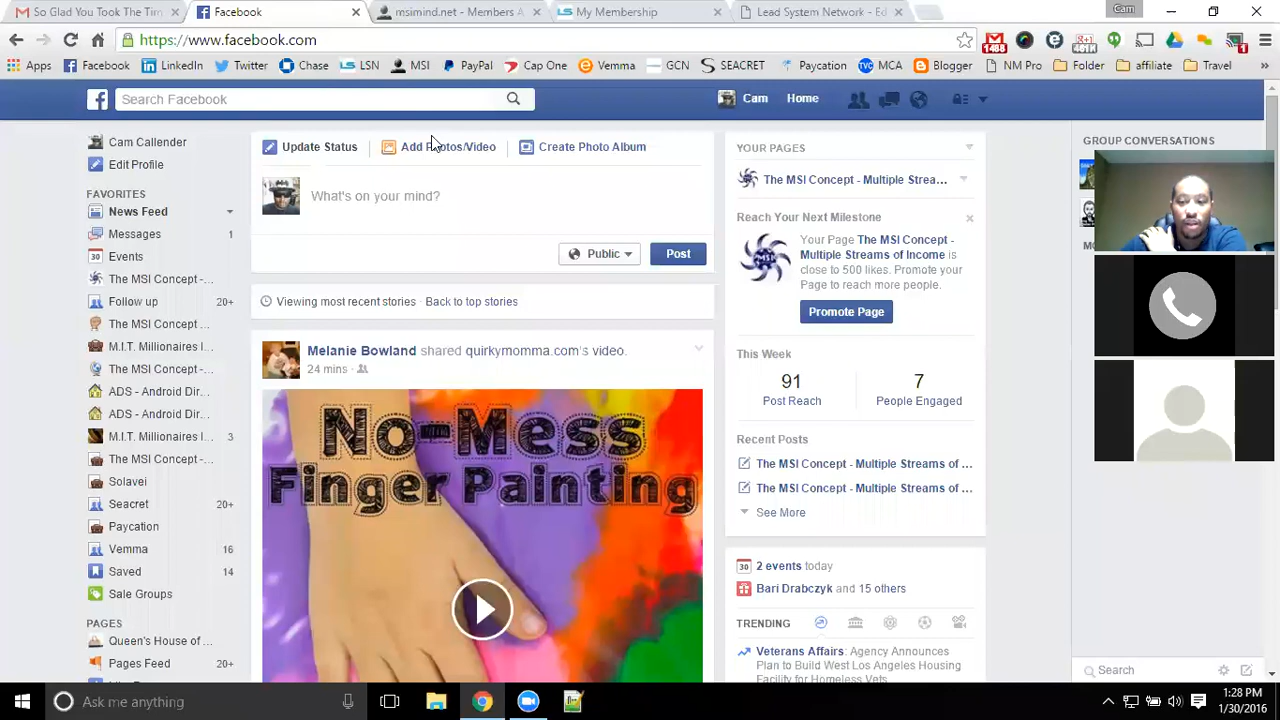 So Glad You Took The Tim
Facebook
msimind.net - Members A
My Membership
Lead System Network - Ed
Cam
https://www.facebook.com
1485
461K
1
Apps
Facebook
LinkedIn
Twitter
Chase
LSN
MSI
PayPal
Cap One
Vemma
GCN
SEACRET
Paycation
MCA
Blogger
NM Pro
Folder
affiliate
Travel
Search Facebook
Cam
Home
Cam Callender
Edit Profile
FAVORITES
News Feed
Messages 1
Events
The MSI Concept -...
Follow up 20+
The MSI Concept ...
M.I.T. Millionaires I...
The MSI Concept ...
ADS - Android Dir...
ADS - Android Dir...
M.I.T. Millionaires I... 3
The MSI Concept -...
Solavei
Seacret 20+
Paycation
Vemma 16
Saved 14
Sale Groups
PAGES
Queen's House of ...
Pages Feed 20+
Update Status
Add Photos/Video
Create Photo Album
What's on your mind?
Public
Post
Viewing most recent stories · Back to top stories
Melanie Bowland shared quirkymomma.com's video.
24 mins ·
No-Mess
Finger Painting
YOUR PAGES
The MSI Concept - Multiple Strea...
Reach Your Next Milestone
Your Page The MSI Concept -
Multiple Streams of Income is
close to 500 likes. Promote your
Page to reach more people.
Promote Page
This Week
91
Post Reach
7
People Engaged
Recent Posts
The MSI Concept - Multiple Streams of ...
The MSI Concept - Multiple Streams of ...
See More
2 events today
Bari Drabczyk and 15 others
TRENDING
Veterans Affairs: Agency Announces
Plan to Build West Los Angeles Housing
Facility for Homeless Vets
GROUP CONVERSATIONS
Search
Ask me anything
1:28 PM
1/30/2016